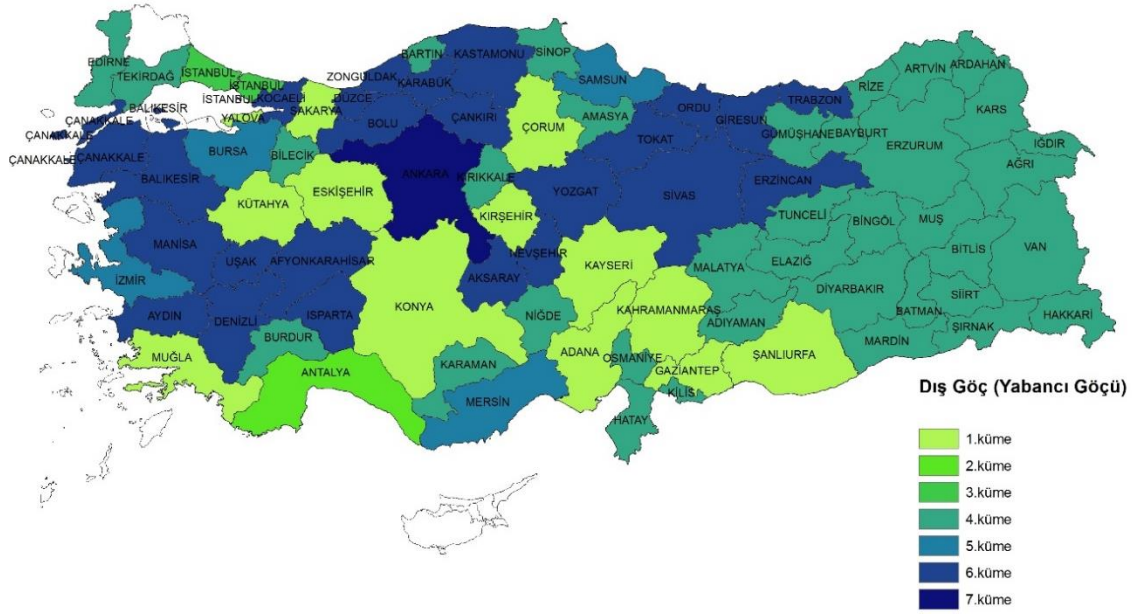 EDİRNE
TEKİRDAĞ
İSTANBUL
İSTANBUL
İSTANBUL
KOCAELİ
YALOVA
SAKARYA
DÜZCE
ZONGULDAK
BARTIN
KARABÜK
KASTAMONU
SİNOP
SAMSUN
BOLU
ÇANKIRI
ÇORUM
AMASYA
ORDU
GİRESUN
TRABZON
RİZE
ARTVİN
ARDAHAN
KARS
IĞDIR
AĞRI
ERZURUM
BAYBURT
GÜMÜŞHANE
TOKAT
BALIKESİR
ÇANAKKALE
ÇANAKKALE
ÇANAKKALE
ÇANAKKALE
BALIKESİR
BURSA
BİLECİK
ESKİŞEHİR
ANKARA
KIRIKKALE
KIRŞEHİR
YOZGAT
SİVAS
ERZİNCAN
TUNCELİ
BİNGÖL
MUŞ
BİTLİS
VAN
KÜTAHYA
MANİSA
UŞAK
AFYONKARAHİSAR
İZMİR
NEVŞEHİR
AKSARAY
KAYSERİ
MALATYA
ELAZIĞ
DİYARBAKIR
BATMAN
SİİRT
ŞIRNAK
HAKKARİ
MARDİN
AYDIN
DENİZLİ
ISPARTA
KONYA
NİĞDE
KAHRAMANMARAŞ
ADIYAMAN
ŞANLIURFA
MUĞLA
BURDUR
ANTALYA
KARAMAN
MERSİN
ADANA
OSMANİYE
GAZİANTEP
KİLİS
HATAY
Dış Göç (Yabancı Göçü)
1.küme
2.küme
3.küme
4.küme
5.küme
6.küme
7.küme